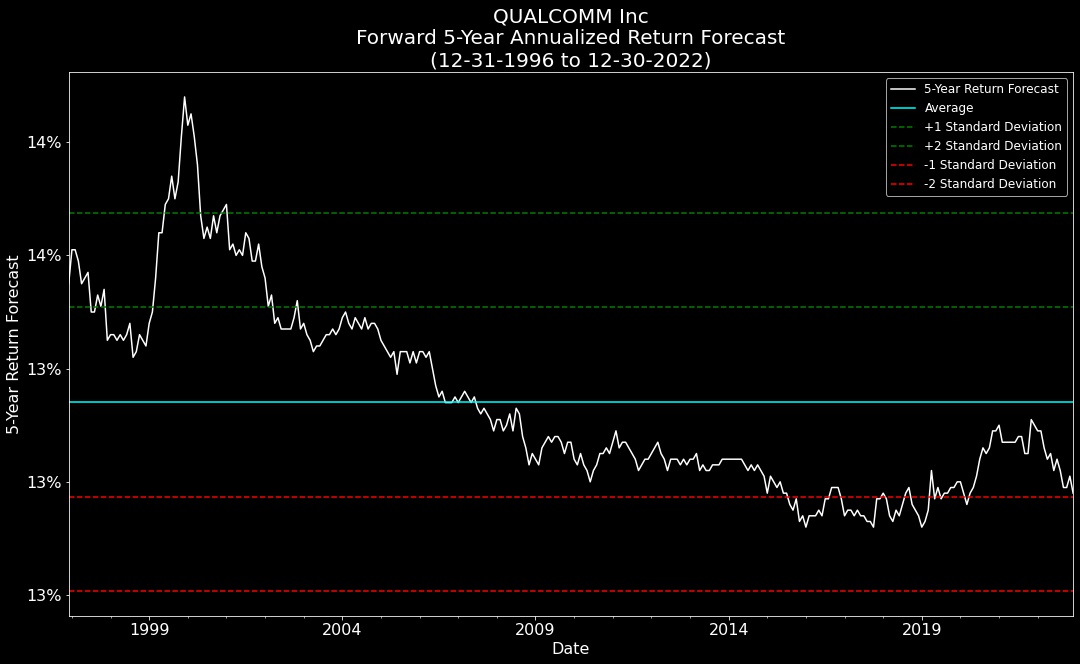 QUALCOMM Inc
Forward 5-Year Annualized Return Forecast
(12-31-1996 to 12-30-2022)
5-Year Return Forecast
Average
+1 Standard Deviation
+2 Standard Deviation
-1 Standard Deviation
-2 Standard Deviation
14%
14%
13%
13%
13%
5-Year Return Forecast
1999 2004 2009 2014 2019
Date